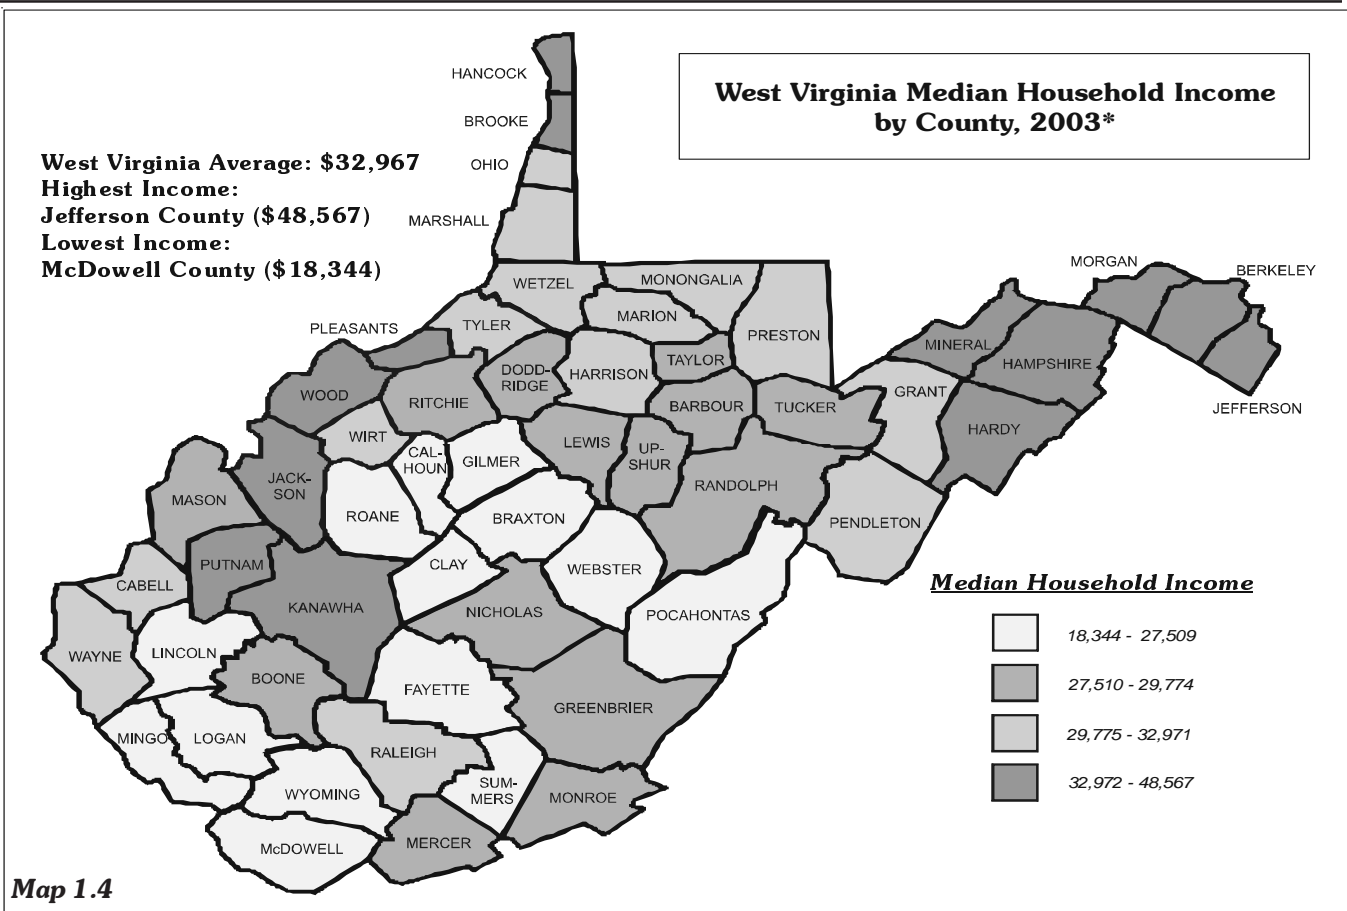 West Virginia Median Household Income
by County, 2003*
West Virginia Average: $32,967
Highest Income:
Jefferson County ($48,567)
Lowest Income:
McDowell County ($18,344)
HANCOCK
BROOKE
OHIO
MARSHALL
WETZEL
MONONGALIA
MORGAN
BERKELEY
MARION
TYLER
PLEASANTS
PRESTON
MINERAL
HAMPSHIRE
TAYLOR
DODD-
RIDGE
HARRISON
WOOD
RITCHIE
BARBOUR
TUCKER
GRANT
JEFFERSON
HARDY
WIRT
LEWIS
UP-
SHUR
CAL-
HOUN
GILMER
JACK-
SON
RANDOLPH
MASON
ROANE
BRAXTON
PENDLETON
PUTNAM
CLAY
WEBSTER
CABELL
KANAWHA
NICHOLAS
POCAHONTAS
WAYNE
LINCOLN
BOONE
FAYETTE
GREENBRIER
MINGO
LOGAN
RALEIGH
SUM-
MERS
WYOMING
MONROE
McDOWELL
MERCER
Median Household Income
18,344 - 27,509
27,510 - 29,774
29,775 - 32,971
32,972 - 48,567
Map 1.4